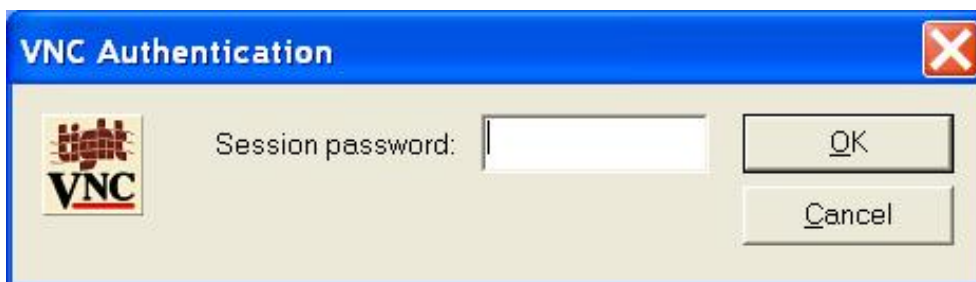 VNC Authentication
tight
VNC
Session password:
OK
Cancel